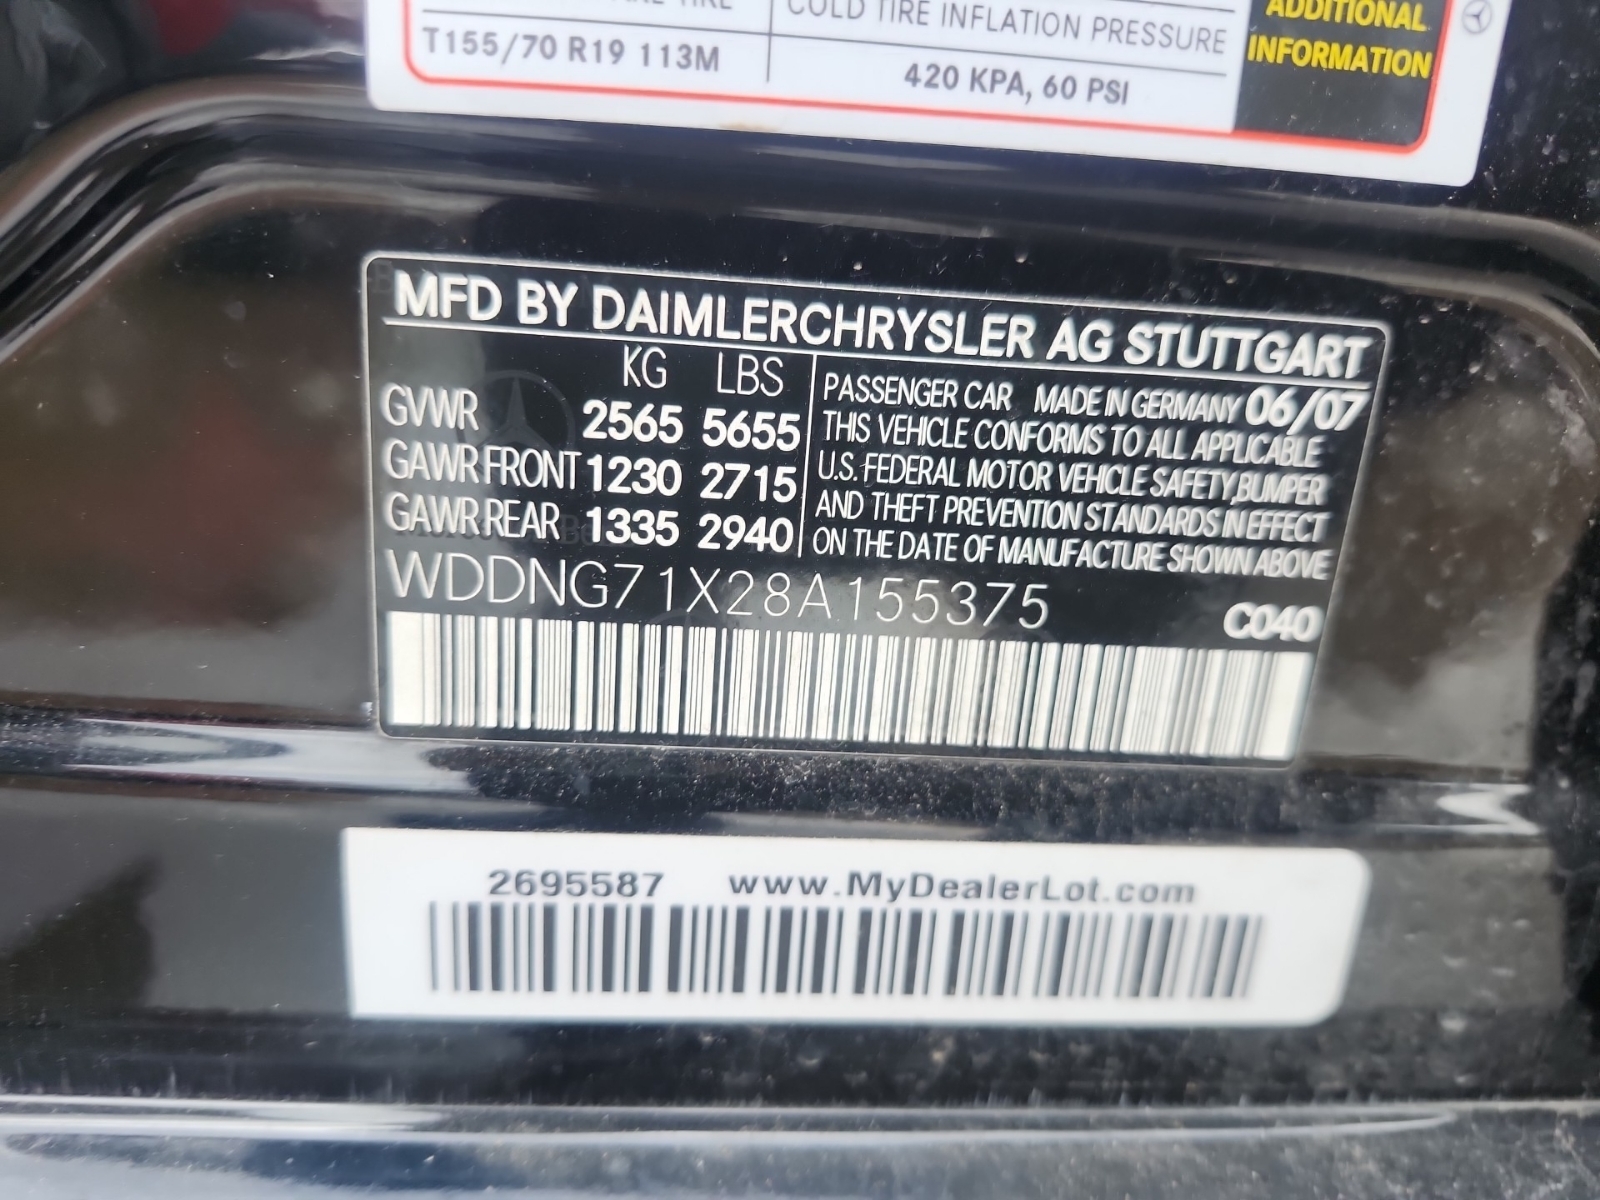 COLD TIRE INFLATION PRESSURE
T155/70 R19 113M
420 KPA, 60 PSI
ADDITIONAL
INFORMATION
MFD BY DAIMLERCHRYSLER AG STUTTGART
KG LBS
GVWR 2565 5655
GAWR FRONT 1230 2715
GAWR REAR 1335 2940
PASSENGER CAR MADE IN GERMANY 06/07
THIS VEHICLE CONFORMS TO ALL APPLICABLE
U.S. FEDERAL MOTOR VEHICLE SAFETY, BUMPER
AND THEFT PREVENTION STANDARDS IN EFFECT
ON THE DATE OF MANUFACTURE SHOWN ABOVE
WDDNG71X28A155375
C040
2695587 www.MyDealerLot.com